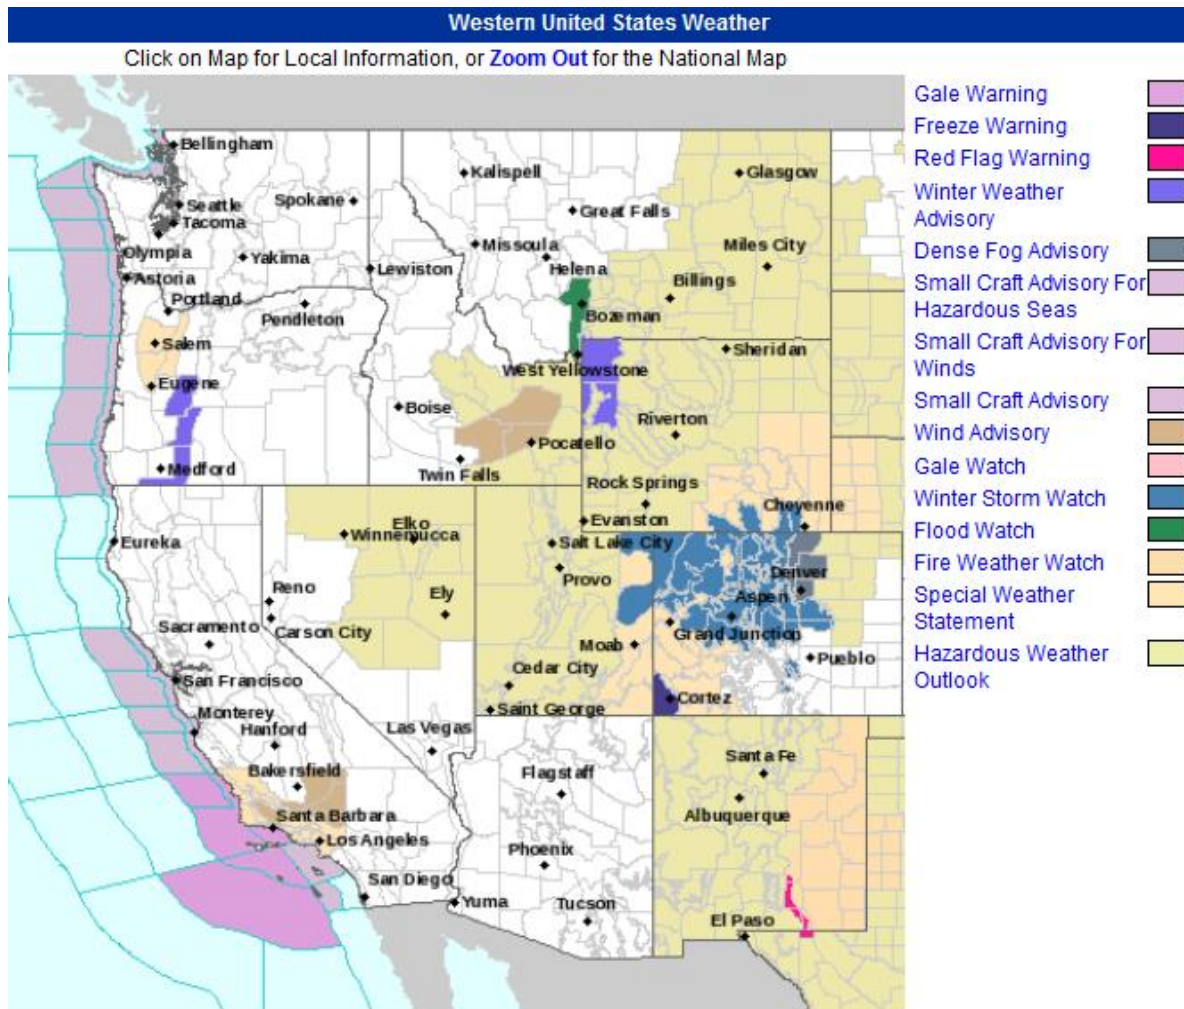 Western United States Weather
Click on Map for Local Information, or Zoom Out for the National Map
Bellingham
Seattle
Tacoma
Spokane
Olympia
Yakima
Astoria
Portland
Pendleton
Lewiston
Salem
Eugene
Medford
Kalispell
Great Falls
Glasgow
Missoula
Helena
Miles City
Billings
Bozeman
West Yellowstone
Sheridan
Boise
Pocatello
Twin Falls
Riverton
Rock Springs
Cheyenne
Evanston
Eureka
Elko
Winnemucca
Salt Lake City
Provo
Denver
Reno
Ely
Aspen
Sacramento
Carson City
Moab
Grand Junction
Pueblo
San Francisco
Cedar City
Cortez
Monterey
Saint George
Hanford
Las Vegas
Bakersfield
Flagstaff
Santa Fe
Albuquerque
Santa Barbara
Los Angeles
Phoenix
San Diego
Yuma
Tucson
El Paso
Gale Warning
Freeze Warning
Red Flag Warning
Winter Weather
Advisory
Dense Fog Advisory
Small Craft Advisory For
Hazardous Seas
Small Craft Advisory For
Winds
Small Craft Advisory
Wind Advisory
Gale Watch
Winter Storm Watch
Flood Watch
Fire Weather Watch
Special Weather
Statement
Hazardous Weather
Outlook